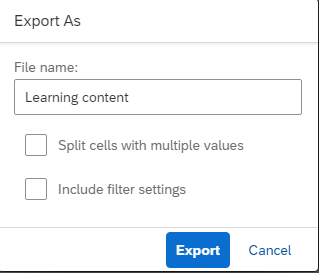 Export As
File name:
Learning content
Split cells with multiple values
Include filter settings
Export Cancel